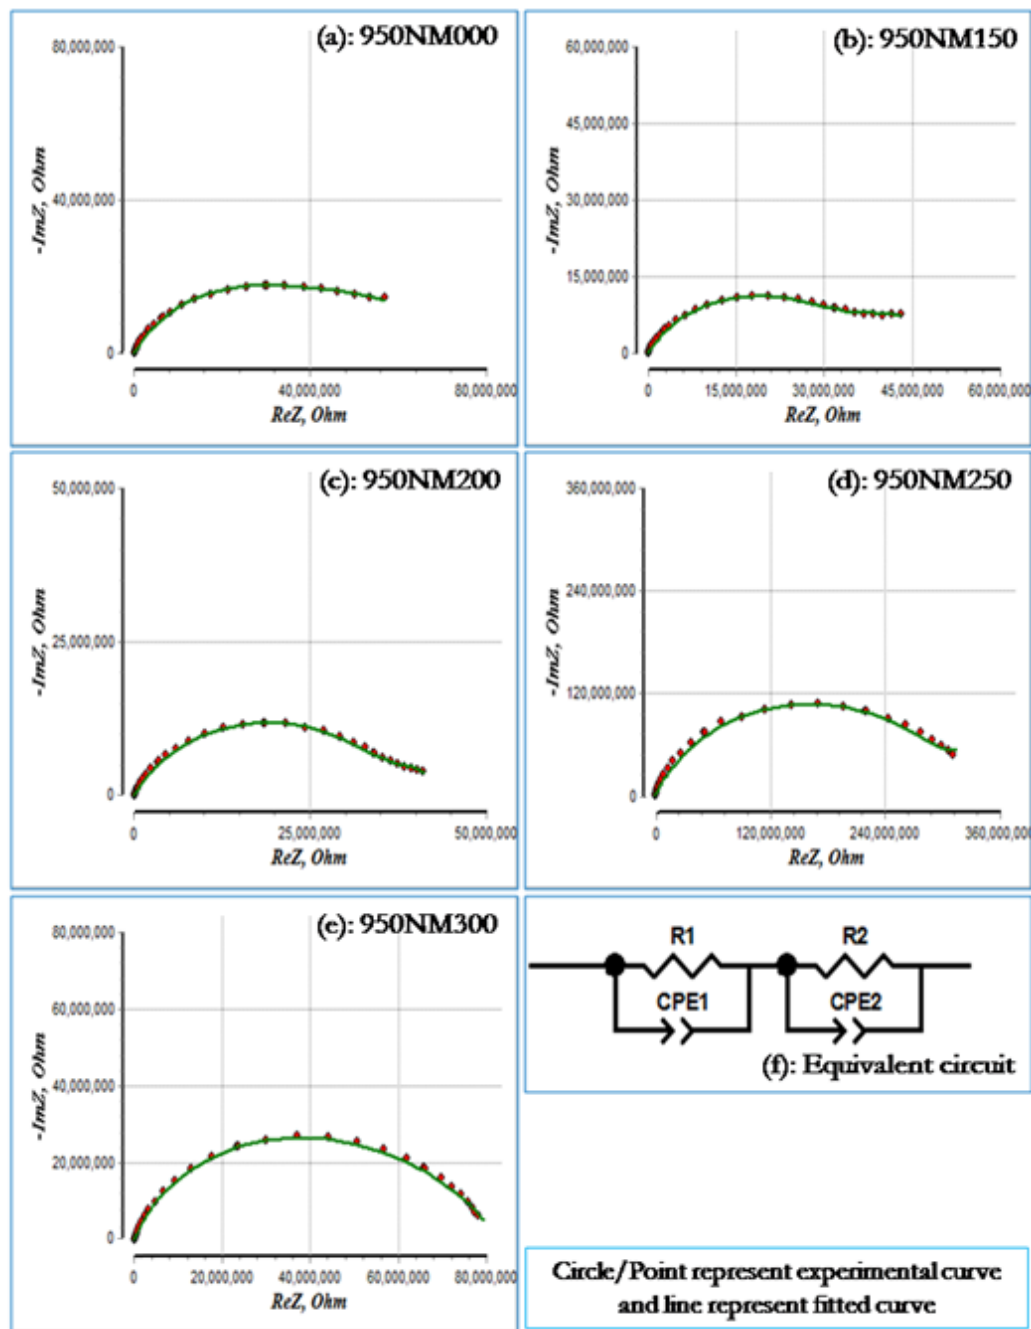 (a): 950NM000
80,000,000
40,000,000
0
-ImZ, Ohm
0
40,000,000
80,000,000
ReZ, Ohm
(b): 950NM150
60,000,000
45,000,000
30,000,000
15,000,000
0
-ImZ, Ohm
0
15,000,000
30,000,000
45,000,000
60,000,000
ReZ, Ohm
(c): 950NM200
50,000,000
25,000,000
0
-ImZ, Ohm
0
25,000,000
50,000,000
ReZ, Ohm
(d): 950NM250
360,000,000
240,000,000
120,000,000
0
-ImZ, Ohm
0
120,000,000
240,000,000
360,000,000
ReZ, Ohm
(e): 950NM300
80,000,000
60,000,000
40,000,000
20,000,000
0
-ImZ, Ohm
0
20,000,000
40,000,000
60,000,000
80,000,000
ReZ, Ohm
R1
R2
CPE1
CPE2
(f): Equivalent circuit
Circle/Point represent experimental curve
and line represent fitted curve